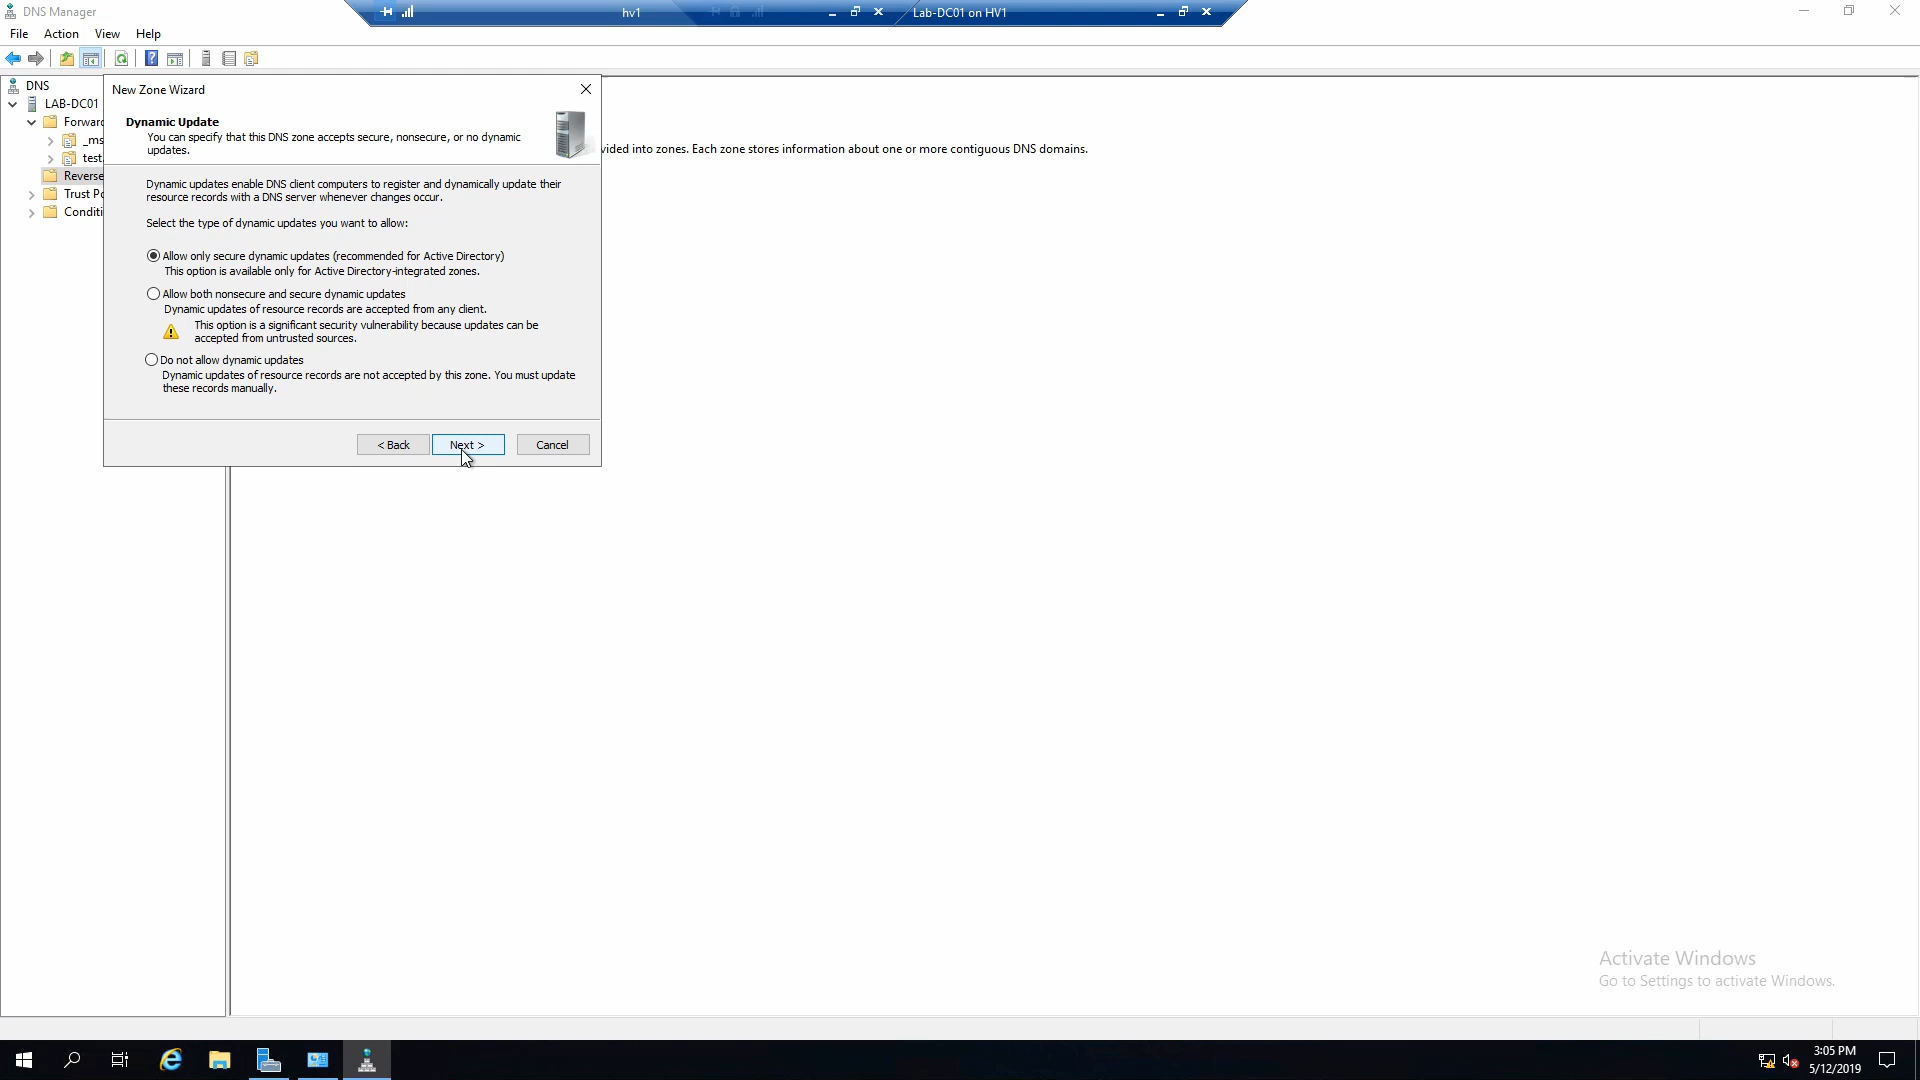 DNS Manager
hv1
Lab-DC01 on HV1
File Action View Help
DNS
LAB-DC01
Forward
_ms
test.
Reverse
Trust Po
Conditi
New Zone Wizard
Dynamic Update
You can specify that this DNS zone accepts secure, nonsecure, or no dynamic
updates.
vided into zones. Each zone stores information about one or more contiguous DNS domains.
Dynamic updates enable DNS client computers to register and dynamically update their
resource records with a DNS server whenever changes occur.
Select the type of dynamic updates you want to allow:
Allow only secure dynamic updates (recommended for Active Directory)
This option is available only for Active Directory-integrated zones.
Allow both nonsecure and secure dynamic updates
Dynamic updates of resource records are accepted from any client.
This option is a significant security vulnerability because updates can be
accepted from untrusted sources.
Do not allow dynamic updates
Dynamic updates of resource records are not accepted by this zone. You must update
these records manually.
< Back
Next >
Cancel
Activate Windows
Go to Settings to activate Windows.
3:05 PM
5/12/2019